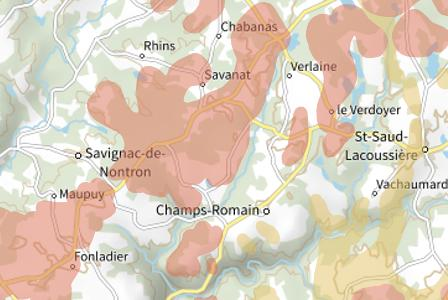 Chabanas
Rhins
Verlaine
Savanat
le Verdoyer
St-Saud-
Lacoussière
Savignac-de-
Nontron
Vachaumard
Maupuy
Champs-Romain
Fonladier